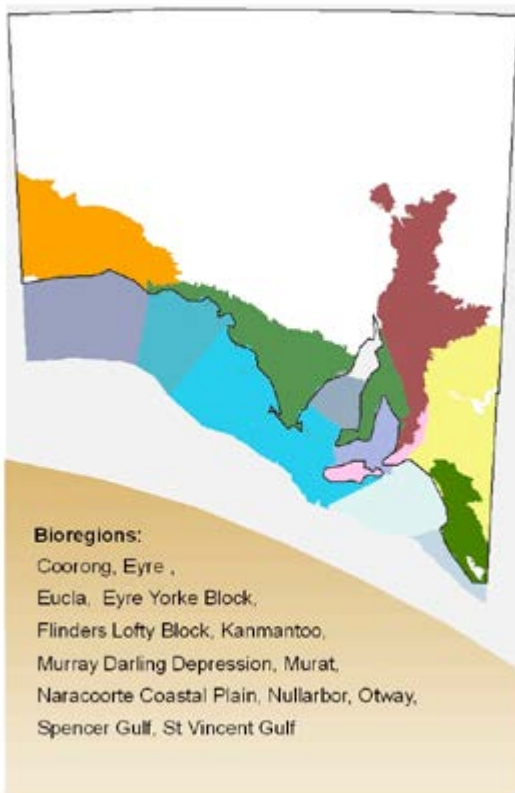 Bioregions:
Coorong, Eyre ,
Eucla, Eyre Yorke Block,
Flinders Lofty Block, Kanmantoo,
Murray Darling Depression, Murat,
Naracoorte Coastal Plain, Nullarbor, Otway,
Spencer Gulf, St Vincent Gulf